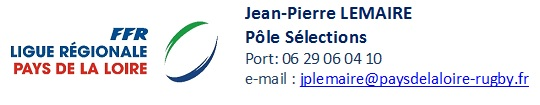 FFR
LIGUE RÉGIONALE
PAYS DE LA LOIRE
Jean-Pierre LEMAIRE
Pôle Sélections
Port: 06 29 06 04 10
e-mail : jplemaire@paysdelaloire-rugby.fr